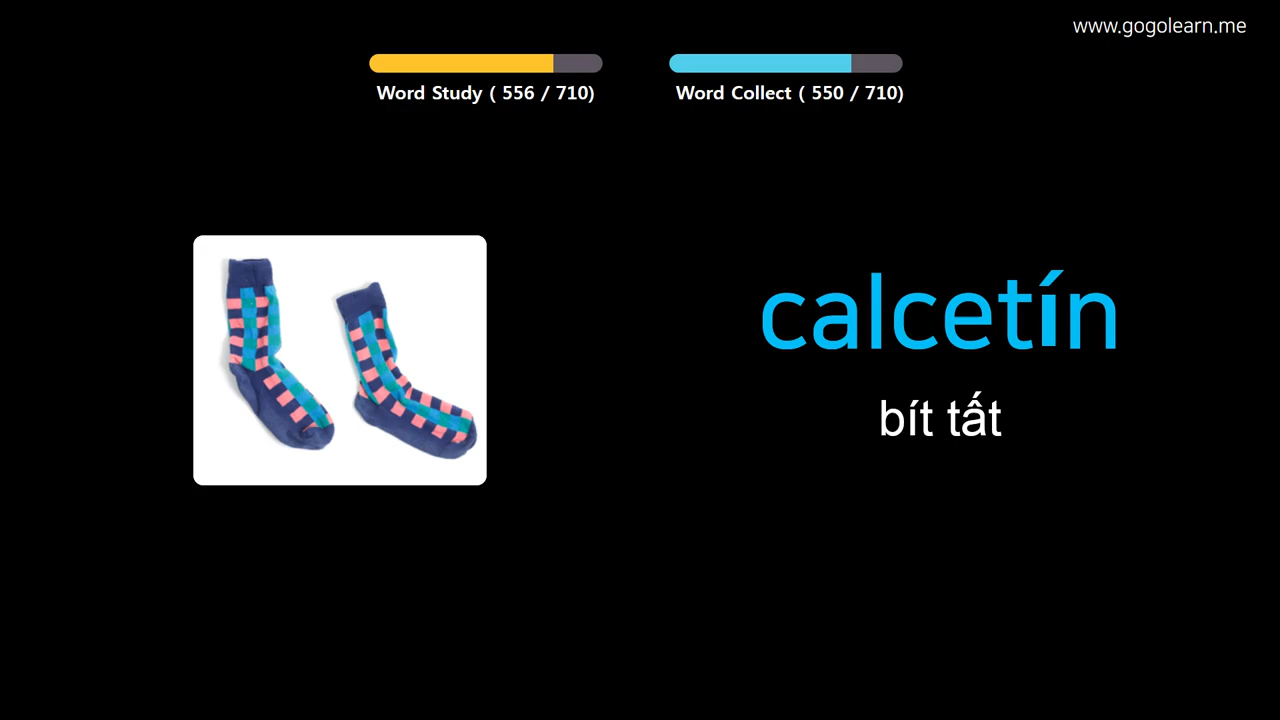 www.gogolearn.me
Word Study ( 556 / 710)
Word Collect ( 550 / 710)
calcetín
bít tất